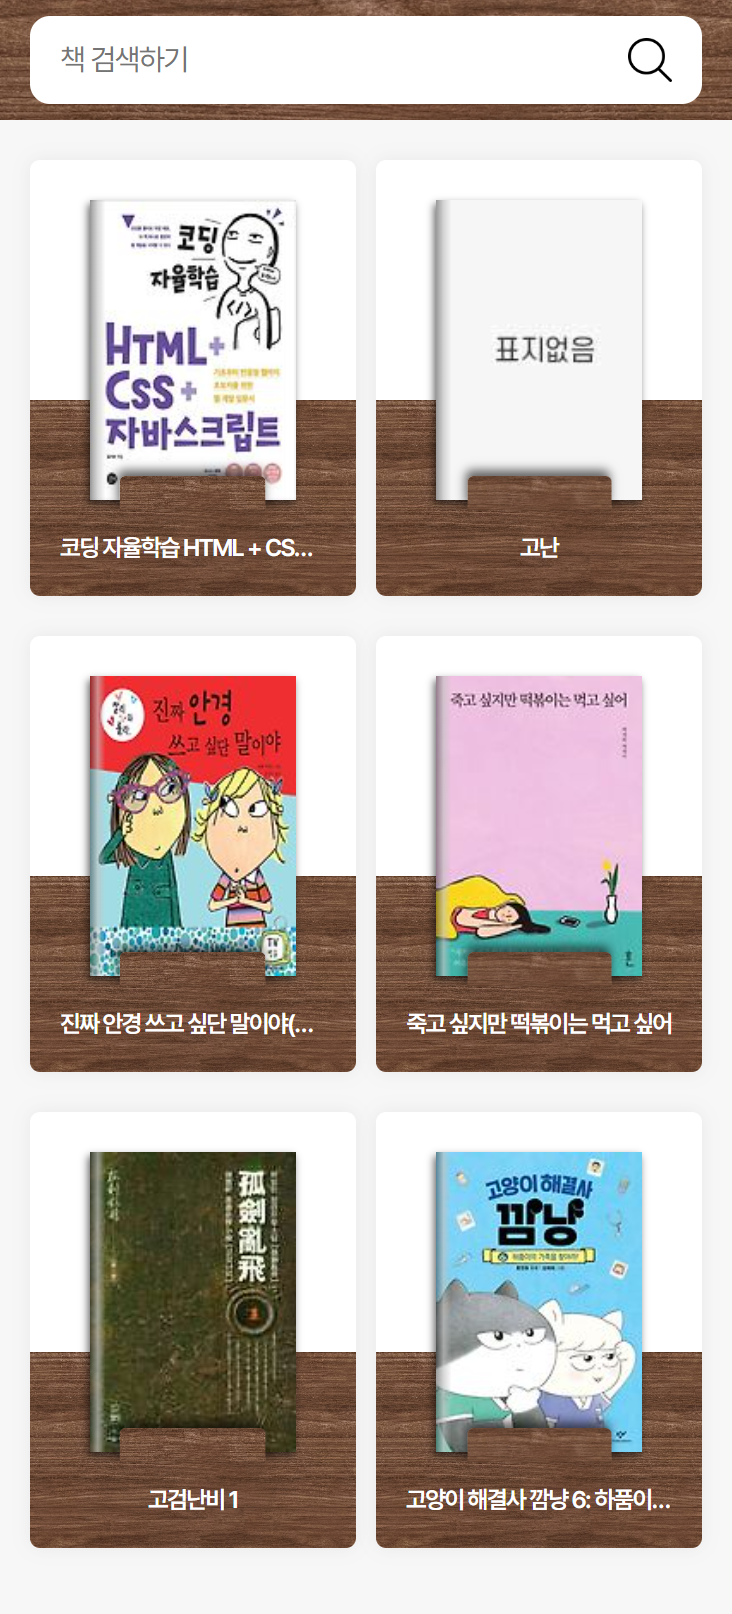 책 검색하기
코딩
자율학습
HTML+
CSS+
자바스크립트
코딩 자율학습 HTML + CS...
표지없음
고난
진짜 안경
쓰고 싶단 말이야
진짜 안경 쓰고 싶단 말이야(...
죽고 싶지만 떡볶이는 먹고 싶어
죽고 싶지만 떡볶이는 먹고 싶어
孤劍亂飛
1
고검난비 1
고양이 해결사
깜냥
고양이 해결사 깜냥 6: 하품이...